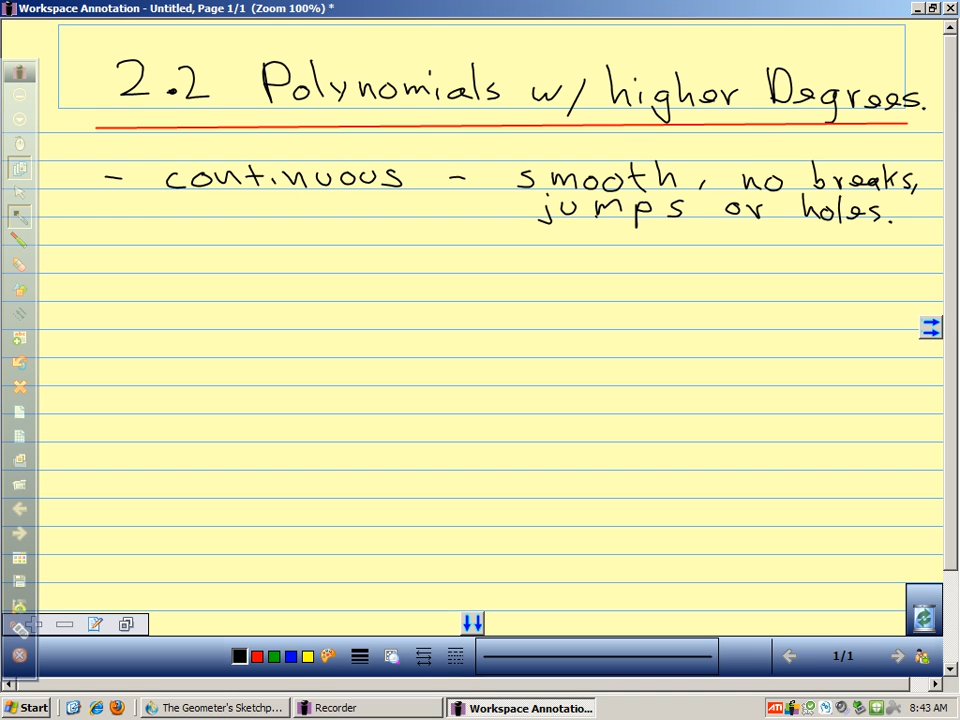 Workspace Annotation - Untitled, Page 1/1 (Zoom 100%) *
2.2 Polynomials w/ higher Degrees.
- continuous - smooth, no breaks,
jumps or holes.
1/1
Start
The Geometer's Sketchp...
Recorder
Workspace Annotatio...
ATI
8:43 AM